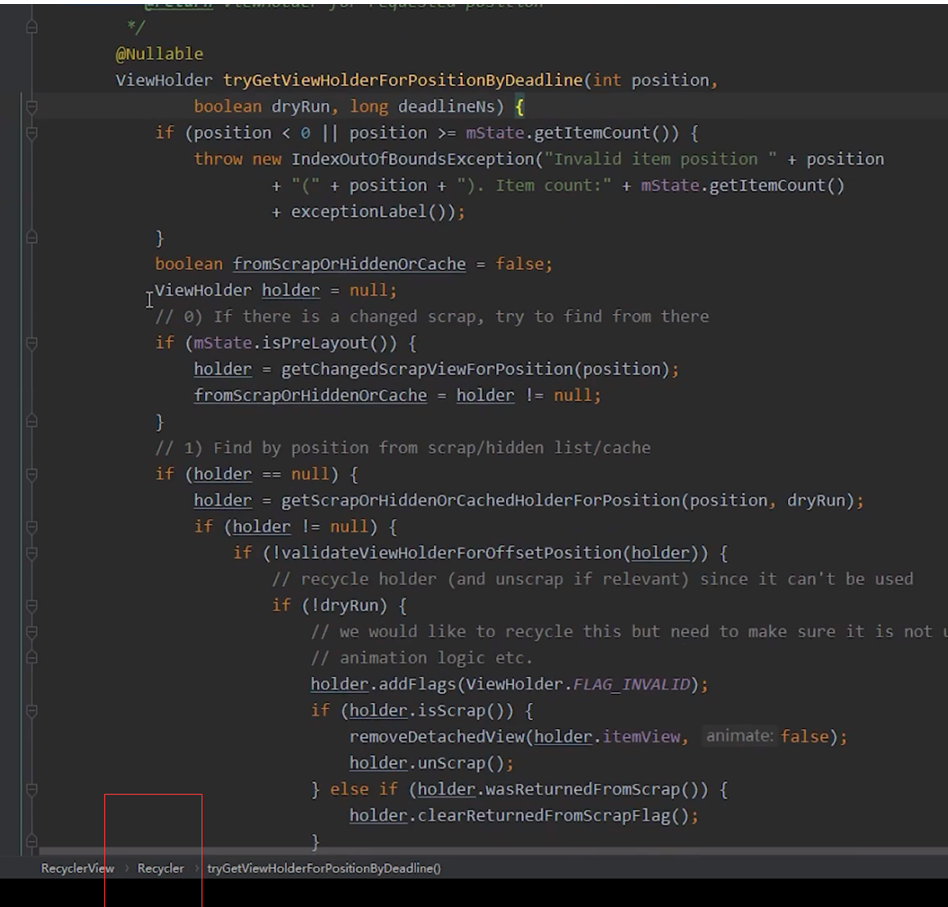 @return ViewHolder for requested position
*/
@Nullable
ViewHolder tryGetViewHolderForPositionByDeadline(int position,
boolean dryRun, long deadlineNs) {
if (position < 0 || position >= mState.getItemCount()) {
throw new IndexOutOfBoundsException("Invalid item position " + position
+ "(" + position + "). Item count:" + mState.getItemCount()
+ exceptionLabel());
}
boolean fromScrapOrHiddenOrCache = false;
ViewHolder holder = null;
// 0) If there is a changed scrap, try to find from there
if (mState.isPreLayout()) {
holder = getChangedScrapViewForPosition(position);
fromScrapOrHiddenOrCache = holder != null;
}
// 1) Find by position from scrap/hidden list/cache
if (holder == null) {
holder = getScrapOrHiddenOrCachedHolderForPosition(position, dryRun);
if (holder != null) {
if (!validateViewHolderForOffsetPosition(holder)) {
// recycle holder (and unscrap if relevant) since it can't be used
if (!dryRun) {
// we would like to recycle this but need to make sure it is not
// animation logic etc.
holder.addFlags(ViewHolder.FLAG_INVALID);
if (holder.isScrap()) {
removeDetachedView(holder.itemView, animate: false);
holder.unScrap();
} else if (holder.wasReturnedFromScrap()) {
holder.clearReturnedFromScrapFlag();
}
RecyclerView › Recycler › tryGetViewHolderForPositionByDeadline()